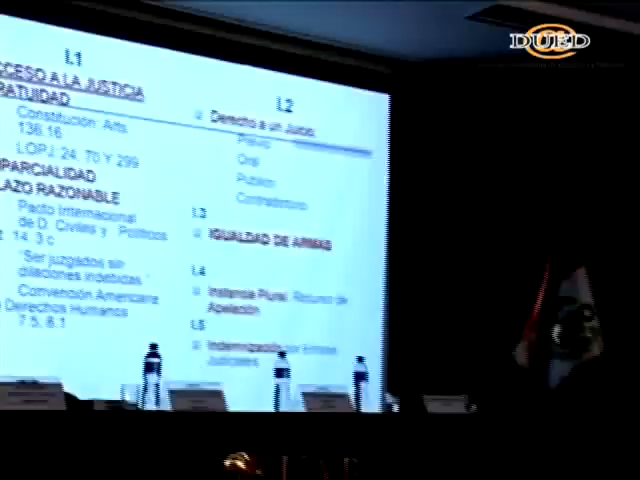 DUED
I.1
CCESO A LA JUSTICIA
RATUIDAD
Constitución: Arts
136.16
LOPJ: 24, 70 Y 299
PARCIALIDAD
LAZO RAZONABLE
Pacto Internacional
de D. Civiles y Políticos
14. 3 c
"Ser juzgados sin
dilaciones indebidas."
Convención Americana
Derechos Humanos
7.5, 8.1
I.2
Derecho a un Juicio
Previo
Oral
Público
Contradictorio
I.3
IGUALDAD DE ARMAS
I.4
Instancia Plural: Recurso de
Apelación
I.5
Indemnización por Errores
Judiciales